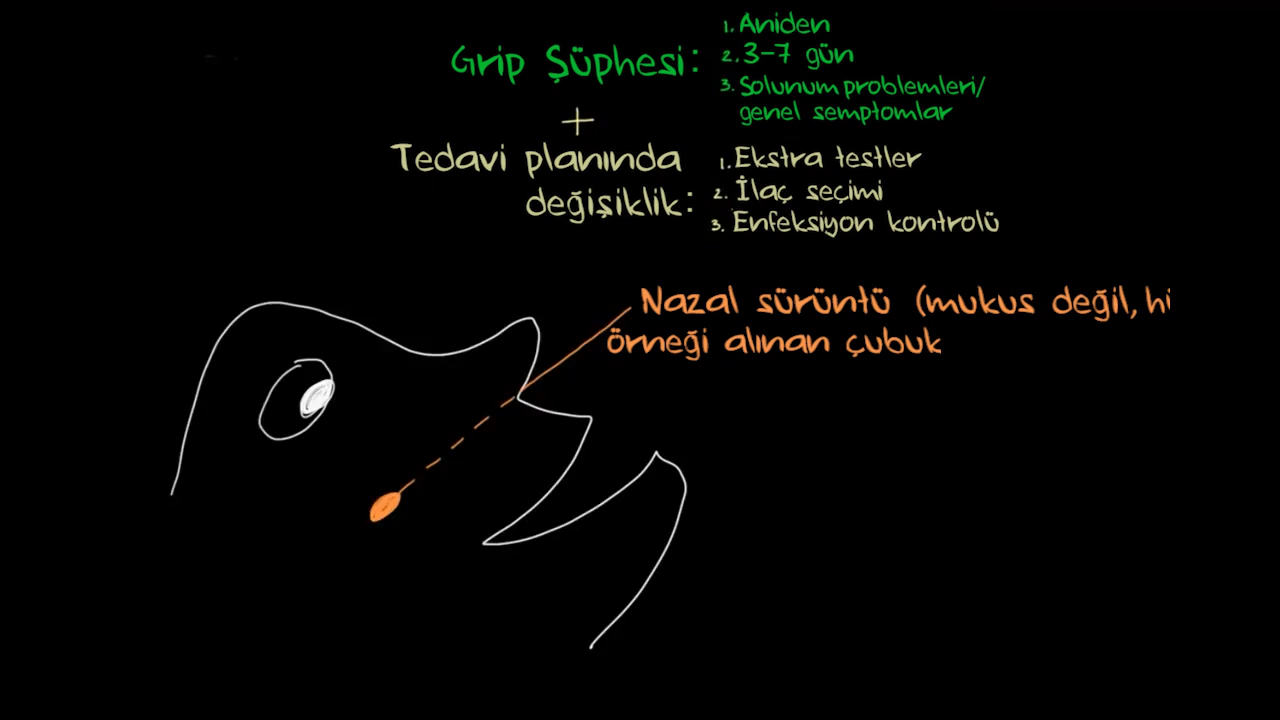 Grip Şüphesi:
1. Aniden
2. 3-7 gün
3. Solunum problemleri/
genel semptomlar
+
Tedavi planında
değişiklik:
1. Ekstra testler
2. İlaç seçimi
3. Enfeksiyon kontrolü
Nazal sürüntü (mukus değil, hi
örneği alınan çubuk